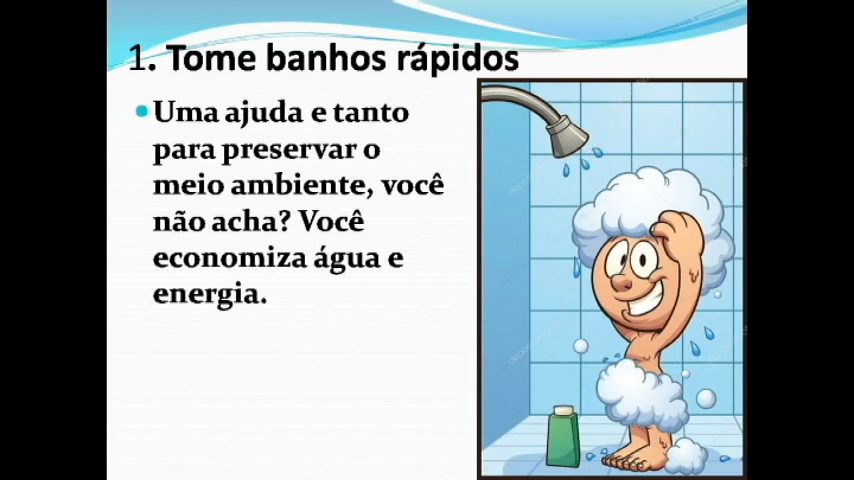 1. Tome banhos rápidos
Uma ajuda e tanto
para preservar o
meio ambiente, você
não acha? Você
economiza água e
energia.